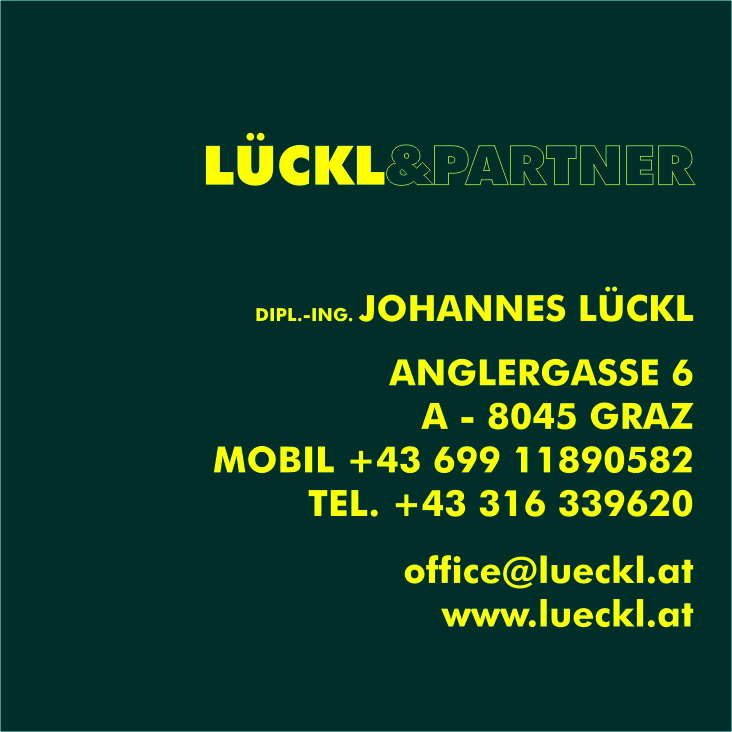 LÜCKL&PARTNER
DIPL.-ING. JOHANNES LÜCKL
ANGLERGASSE 6
A - 8045 GRAZ
MOBIL +43 699 11890582
TEL. +43 316 339620
office@lueckl.at
www.lueckl.at